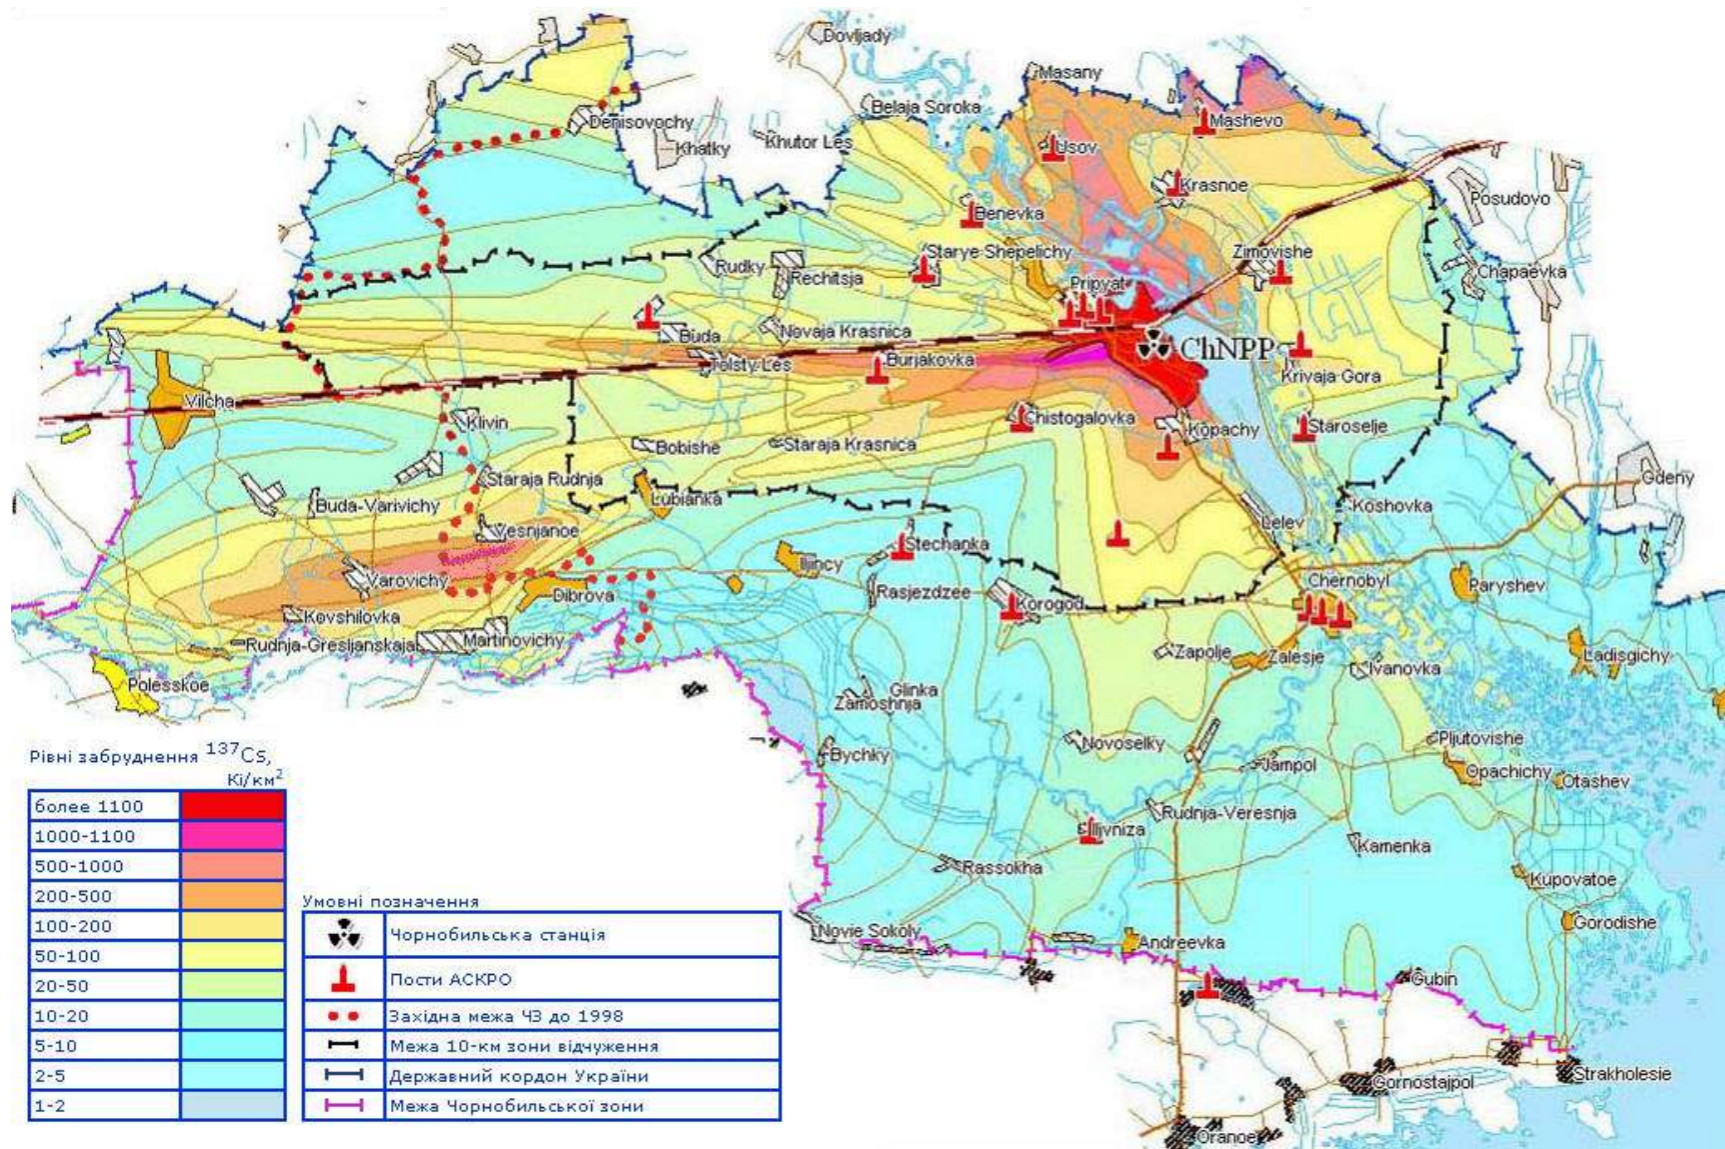 Dovljady
Masany
Belaja Soroka
Mashevo
Denisovochy
Khatky
Khutor Les
Usov
Krasnoe
Posudovo
Benevka
Starye Shepelichy
Zimovishe
Rudky
Rechitsja
Chapaevka
Pripyat
Buda
Novaja Krasnica
ChNPP
Tolsty Les
Burjakovka
Krivaja Gora
Vilcha
Klivin
Chistogalovka
Kopachy
Staroselje
Bobishe
Staraja Krasnica
Staraja Rudnja
Gdeny
Buda-Varivichy
Lubianka
Koshovka
Vesnjanoe
Lelev
Stechanka
Iljincy
Varovichy
Chernobyl
Dibrova
Rasjezdzee
Paryshev
Korogod
Kovshilovka
Rudnja-Gresljanskaja
Martinovichy
Zapolje
Zalesje
Ladisgichy
Ivanovka
Polesskoe
Glinka
Zamoshnja
Novoselky
Pljutovishe
Bychky
Jampol
Opachichy
Otashev
Rudnja-Veresnja
Kamenka
Rassokha
Kupovatoe
Novie Sokoly
Gorodishe
Andreevka
Gubin
Strakholesie
Gornostajpol
Oranoe
Рівні забруднення ¹³⁷Cs,
Кі/км²
более 1100
1000-1100
500-1000
200-500
100-200
50-100
20-50
10-20
5-10
2-5
1-2
Умовні позначення
Чорнобильська станція
Пости АСКРО
Західна межа ЧЗ до 1998
Межа 10-км зони відчуження
Державний кордон України
Межа Чорнобильської зони